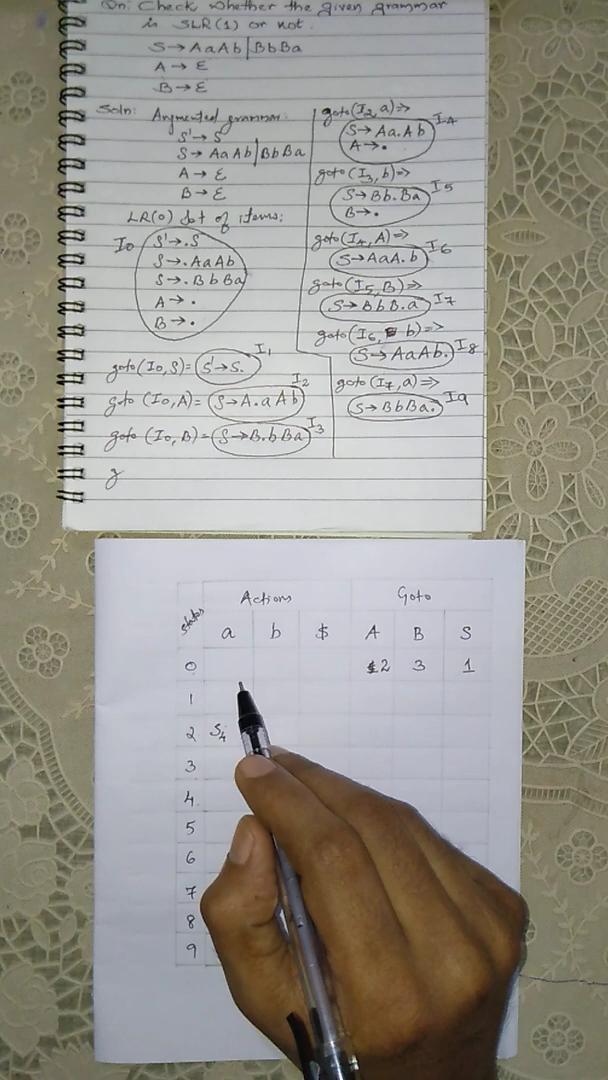 Qn: Check whether the given grammar
is SLR(1) or not.
S → AaAb | BbBa
A → ε
B → ε
Soln: Augmented grammar:
S' → S
S → AaAb | BbBa
A → ε
B → ε
LR(0) set of items:
I0
S' → .S
S → .AaAb
S → .BbBa
A → .
B → .
goto (I0, S) = S' → S. I1
goto (I0, A) = S → A.aAb I2
goto (I0, B) = S → B.bBa I3
g
goto (I2, a) =>
S → Aa.Ab I4
A → .
goto (I3, b) =>
S → Bb.Ba I5
B → .
goto (I4, A) =>
S → AaA.b I6
goto (I5, B) =>
S → BbB.a I7
goto (I6, b) =>
S → AaAb. I8
goto (I7, a) =>
S → BbBa. I9
Actions Goto
States a b $ A B S
0 2 3 1
1
2 S4
3
4
5
6
7
8
9